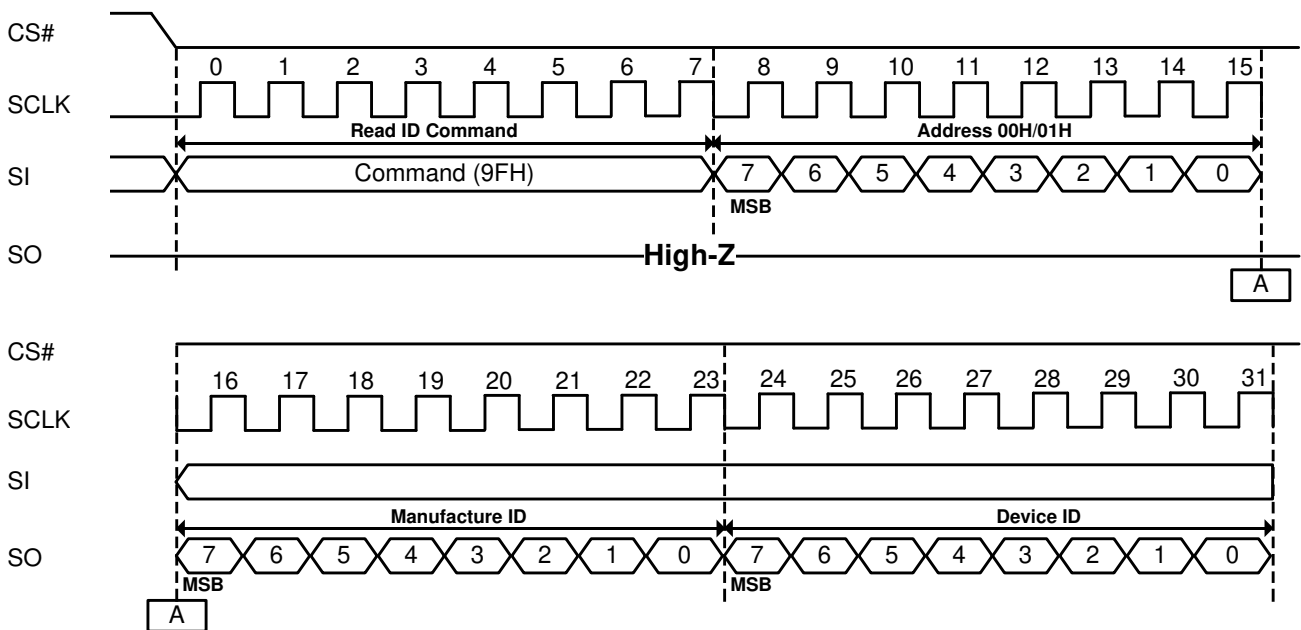 CS#
0 1 2 3 4 5 6 7 8 9 10 11 12 13 14 15
SCLK
Read ID Command Address 00H/01H
SI Command (9FH) 7 6 5 4 3 2 1 0
MSB
SO High-Z
A
CS#
16 17 18 19 20 21 22 23 24 25 26 27 28 29 30 31
SCLK
SI
Manufacture ID Device ID
SO 7 6 5 4 3 2 1 0 7 6 5 4 3 2 1 0
MSB MSB
A